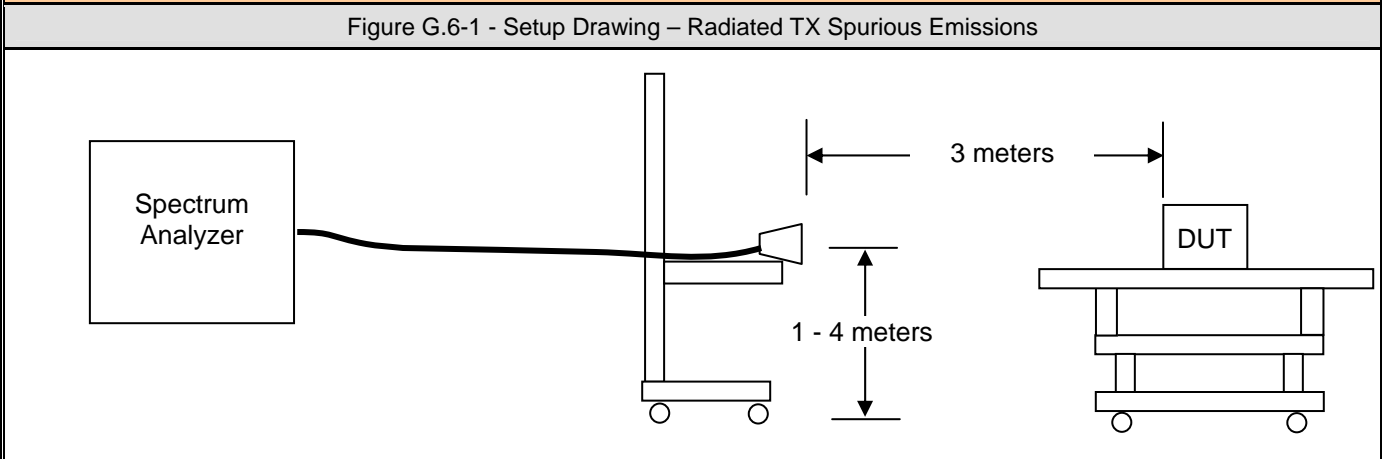 Figure G.6-1 - Setup Drawing – Radiated TX Spurious Emissions
3 meters
Spectrum
Analyzer
DUT
1 - 4 meters